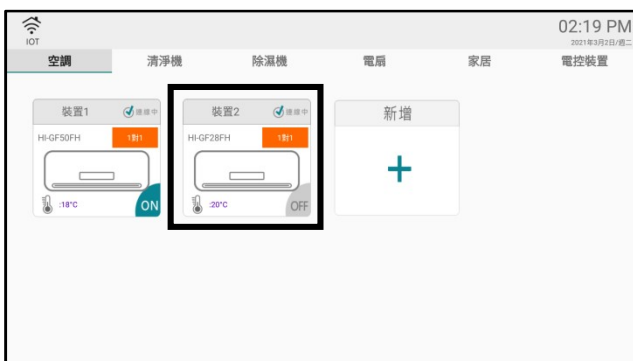 IOT
02:19 PM
2021年3月2日/週二
空調 清淨機 除濕機 電扇 家居 電控裝置
裝置1 連線中
HI-GF50FH 1對1
:18°C ON
裝置2 連線中
HI-GF28FH 1對1
:20°C OFF
新增